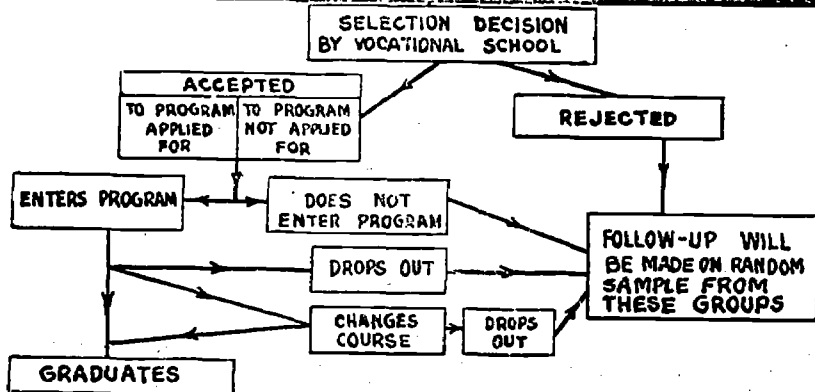 SELECTION DECISION
BY VOCATIONAL SCHOOL
ACCEPTED
TO PROGRAM
APPLIED
FOR
TO PROGRAM
NOT APPLIED
FOR
REJECTED
ENTERS PROGRAM
DOES NOT
ENTER PROGRAM
FOLLOW-UP WILL
BE MADE ON RANDOM
SAMPLE FROM
THESE GROUPS
DROPS OUT
CHANGES
COURSE
DROPS
OUT
GRADUATES